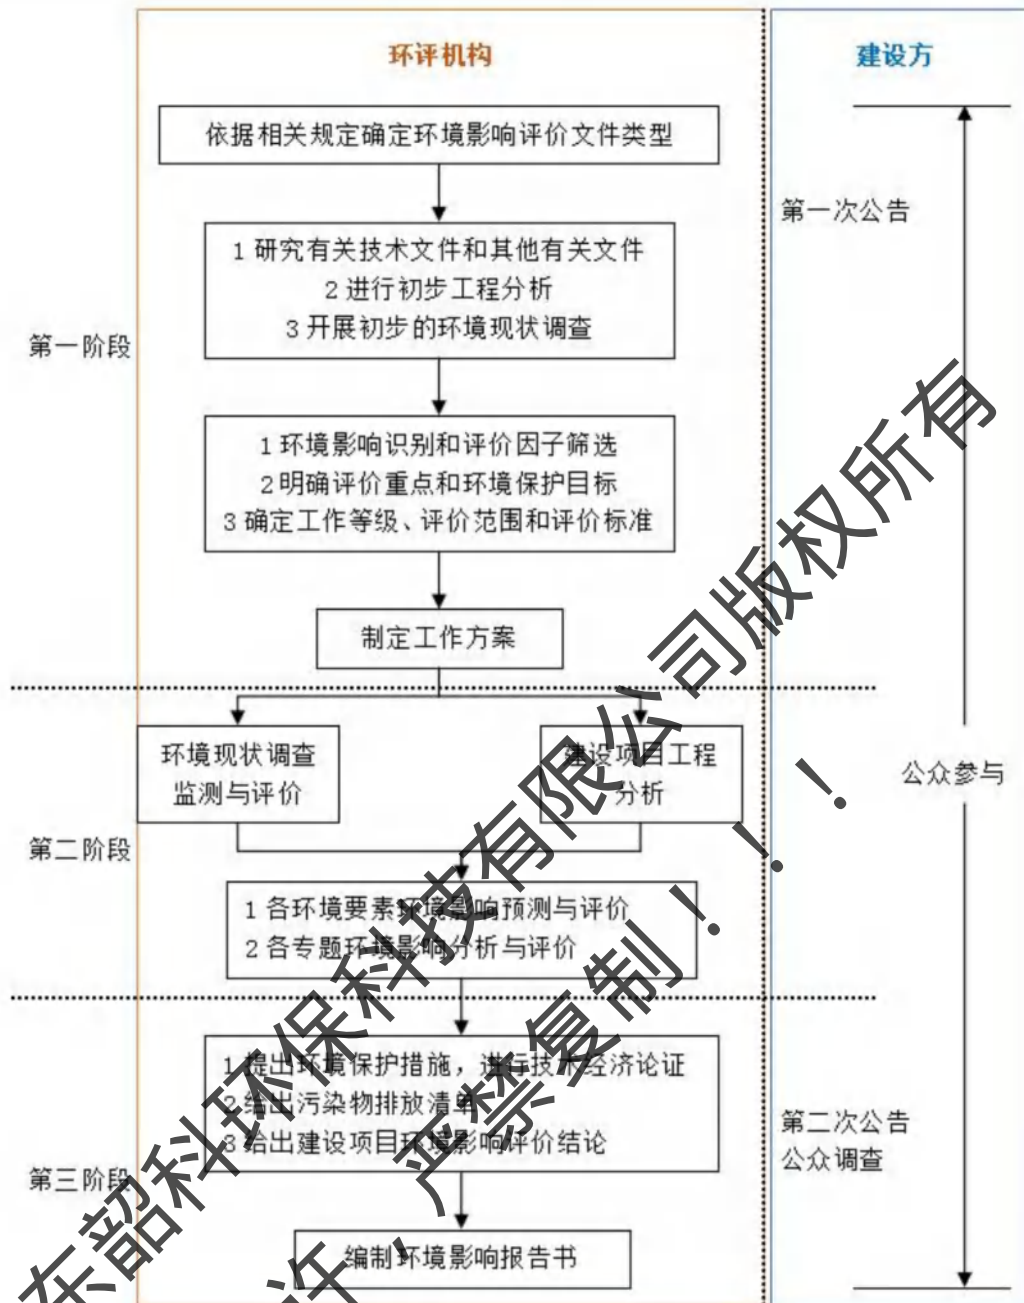 环评机构
建设方
依据相关规定确定环境影响评价文件类型
第一次公告
1 研究有关技术文件和其他有关文件
2 进行初步工程分析
3 开展初步的环境现状调查
第一阶段
1 环境影响识别和评价因子筛选
2 明确评价重点和环境保护目标
3 确定工作等级、评价范围和评价标准
制定工作方案
环境现状调查
监测与评价
建设项目工程
分析
公众参与
第二阶段
1 各环境要素环境影响预测与评价
2 各专题环境影响分析与评价
1 提出环境保护措施，进行技术经济论证
2 给出污染物排放清单
3 给出建设项目环境影响评价结论
第二次公告
公众调查
第三阶段
编制环境影响报告书
东韶科环保科技有限公司版权所有
许，严禁复制！！！